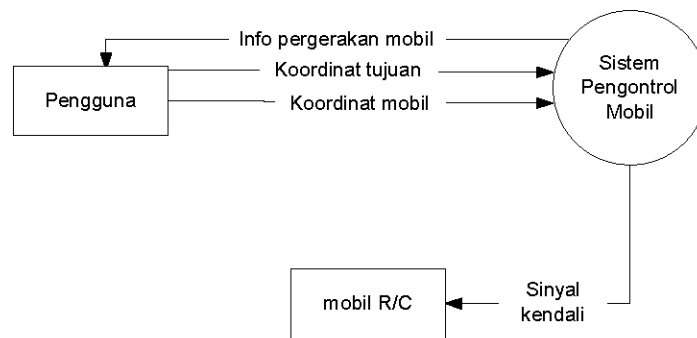 Info pergerakan mobil
Koordinat tujuan
Koordinat mobil
Pengguna
Sistem
Pengontrol
Mobil
mobil R/C
Sinyal
kendali